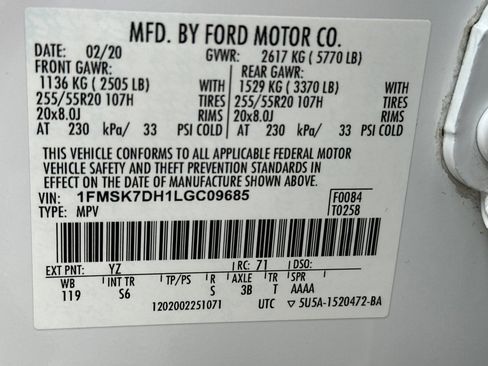 MFD. BY FORD MOTOR CO.
DATE: 02/20 GVWR: 2617 KG ( 5770 LB)
FRONT GAWR: REAR GAWR:
1136 KG ( 2505 LB) WITH 1529 KG ( 3370 LB) WITH
255/55R20 107H TIRES 255/55R20 107H TIRES
20x8.0J RIMS 20x8.0J RIMS
AT 230 kPa/ 33 PSI COLD AT 230 kPa/ 33 PSI COLD
THIS VEHICLE CONFORMS TO ALL APPLICABLE FEDERAL MOTOR
VEHICLE SAFETY AND THEFT PREVENTION STANDARDS IN
EFFECT ON THE DATE OF MANUFACTURE SHOWN ABOVE.
VIN: 1FMSK7DH1LGC09685 F0084
TYPE: MPV T0258
EXT PNT: YZ RC: 71 DSO:
WB INT TR TP/PS R AXLE TR SPR
119 S6 S 3B T AAAA
1202002251071 UTC 5U5A-1520472-BA